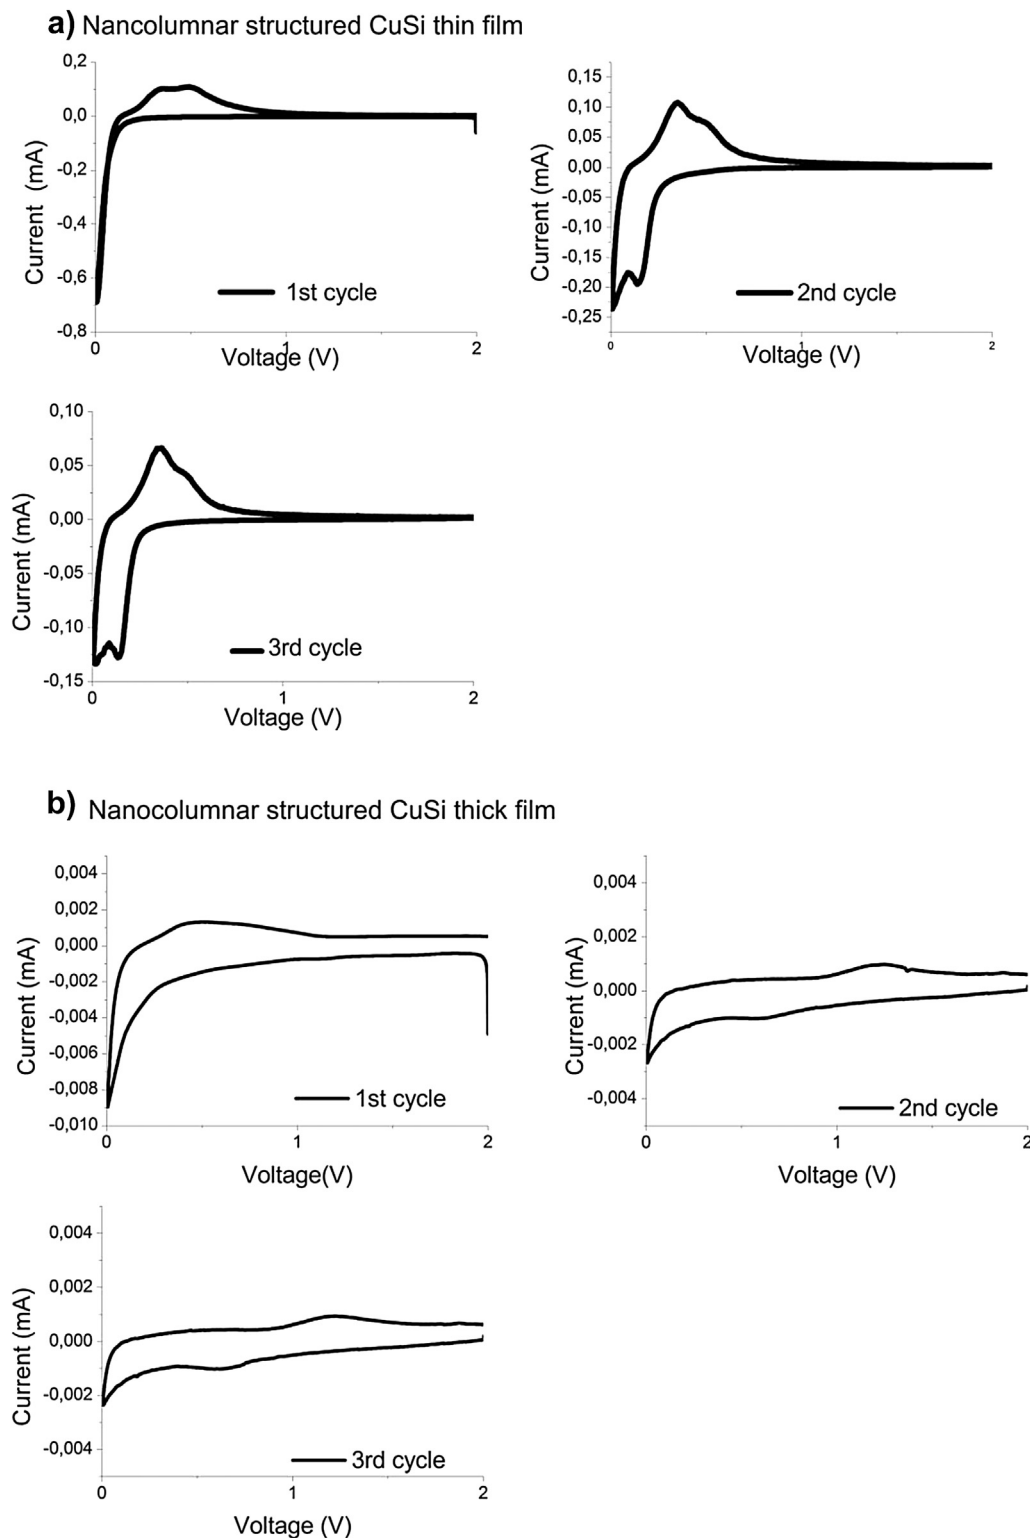 a) Nancolumnar structured CuSi thin film
0,2
0,0
-0,2
-0,4
-0,6
-0,8
Current (mA)
1st cycle
0
1
2
Voltage (V)
0,15
0,10
0,05
0,00
-0,05
-0,10
-0,15
-0,20
-0,25
Current (mA)
2nd cycle
0
1
2
Voltage (V)
0,10
0,05
0,00
-0,05
-0,10
-0,15
Current (mA)
3rd cycle
0
1
2
Voltage (V)
b) Nanocolumnar structured CuSi thick film
0,004
0,002
0,000
-0,002
-0,004
-0,006
-0,008
-0,010
Current (mA)
1st cycle
0
1
2
Voltage(V)
0,004
0,002
0,000
-0,002
-0,004
Current (mA)
2nd cycle
0
1
2
Voltage (V)
0,004
0,002
0,000
-0,002
-0,004
Current (mA)
3rd cycle
0
1
2
Voltage (V)